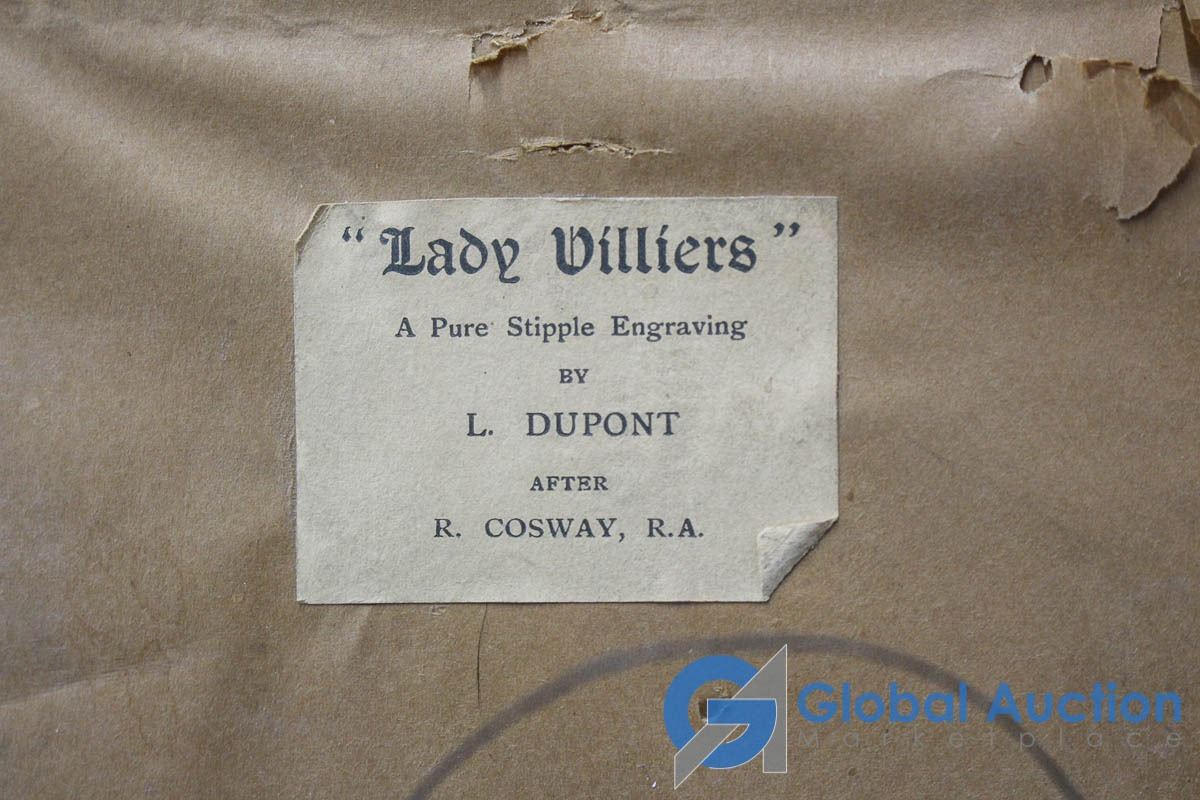 "Lady Villiers"
A Pure Stipple Engraving
BY
L. DUPONT
AFTER
R. COSWAY, R.A.
Global Auction
Marketplace